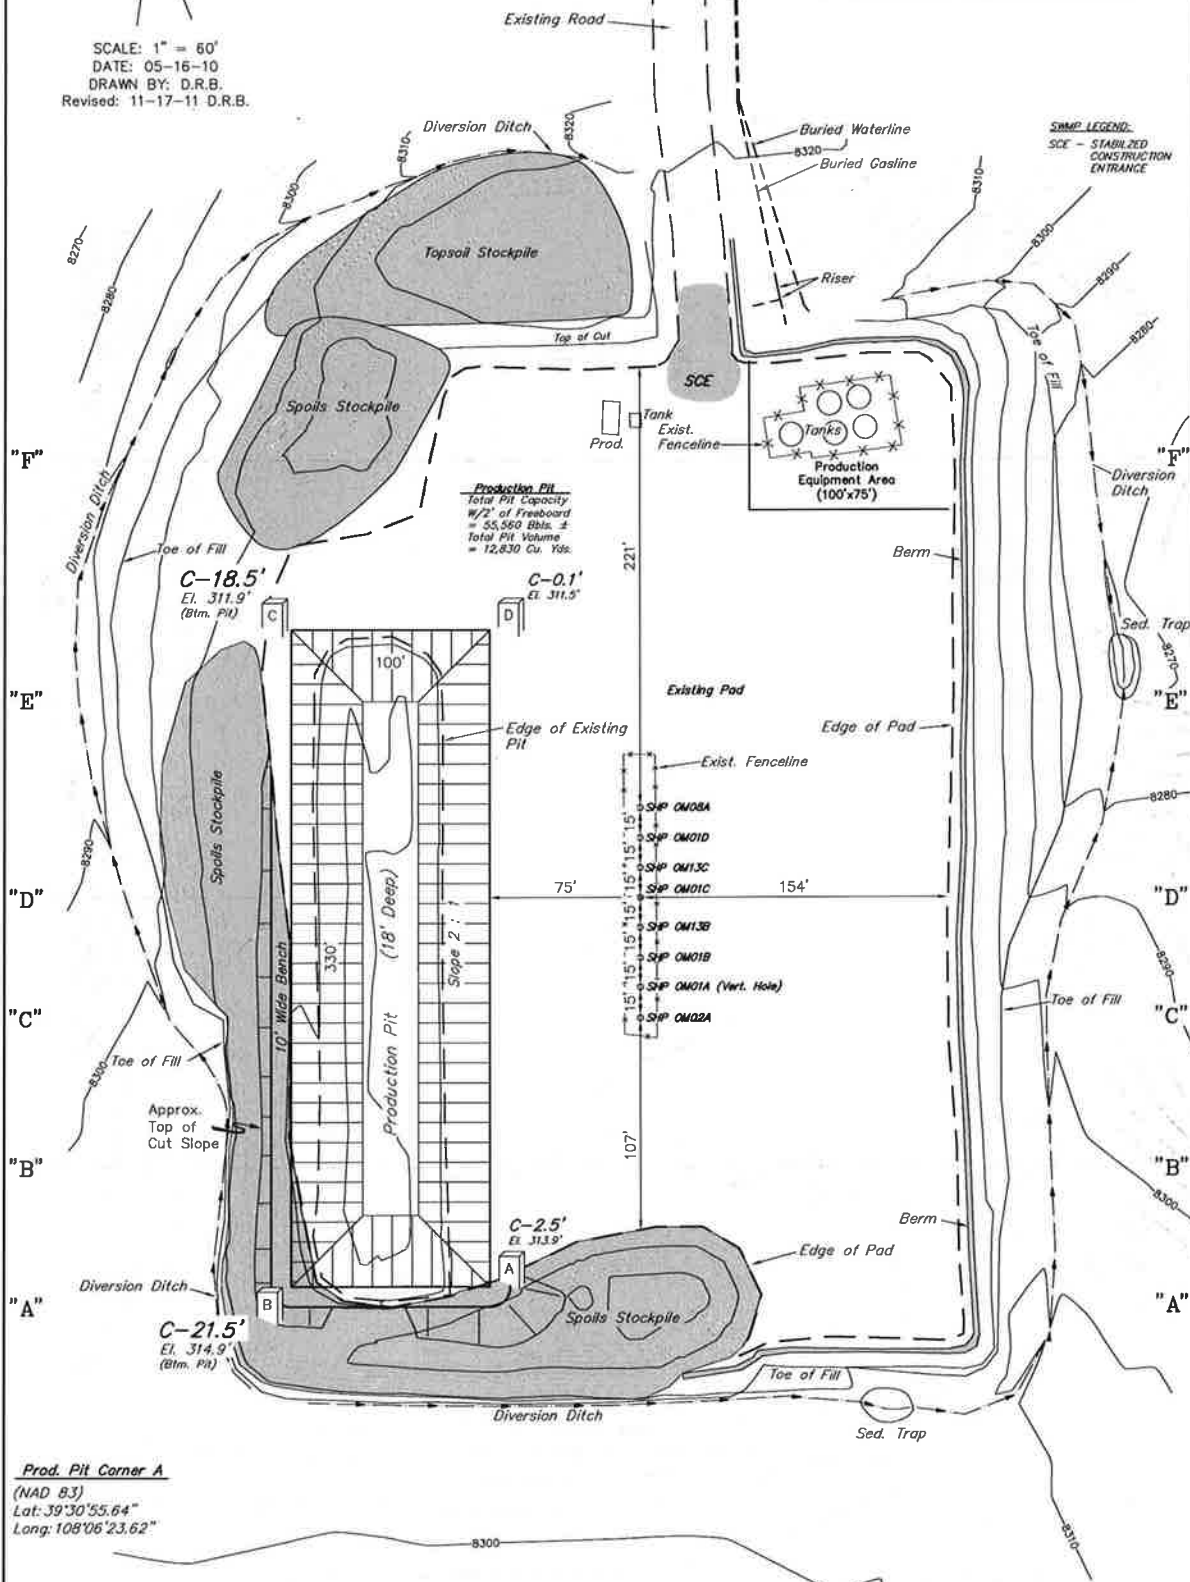 Existing Road
SCALE: 1" = 60'
DATE: 05-16-10
DRAWN BY: D.R.B.
Revised: 11-17-11 D.R.B.
Diversion Ditch
8310
8320
Buried Waterline
8320
Buried Gasline
SWMP LEGEND:
SCE - STABILZED
CONSTRUCTION
ENTRANCE
8300
8310
8270
8280
Topsoil Stockpile
Riser
8300
8290
8280
Top of Cut
Toe of Fill
SCE
Spoils Stockpile
Tank
Prod.
Exist.
Fenceline
Tanks
Production
Equipment Area
(100'x75')
"F"
"F"
Diversion Ditch
Diversion
Ditch
Production Pit
Total Pit Capacity
W/2' of Freeboard
= 55,560 Bbls. ±
Total Pit Volume
= 12,830 Cu. Yds.
Toe of Fill
221'
Berm
C-18.5'
El. 311.9'
(Btm. Pit)
C
C-0.1'
El. 311.5'
D
Sed. Trap
8270
100'
"E"
Existing Pad
"E"
Edge of Existing
Pit
Edge of Pad
Exist. Fenceline
8280
Spoils Stockpile
SHP OM08A
15'
SHP OM01D
15'
SHP OM13C
15'
SHP OM01C
15'
SHP OM13B
15'
SHP OM01B
15'
SHP OM01A (Vert. Hole)
15'
SHP OM02A
8290
"D"
75'
154'
"D"
330'
Production Pit (18' Deep)
Slope 2 : 1
10' Wide Bench
8290
"C"
Toe of Fill
"C"
8300
Toe of Fill
Approx.
Top of
Cut Slope
107'
"B"
"B"
8300
C-2.5'
El. 313.9'
A
Berm
Edge of Pad
Diversion Ditch
"A"
B
Spoils Stockpile
"A"
C-21.5'
El. 314.9'
(Btm. Pit)
Toe of Fill
Diversion Ditch
Sed. Trap
Prod. Pit Corner A
(NAD 83)
Lat: 39°30'55.64"
Long: 108°06'23.62"
8300
8310